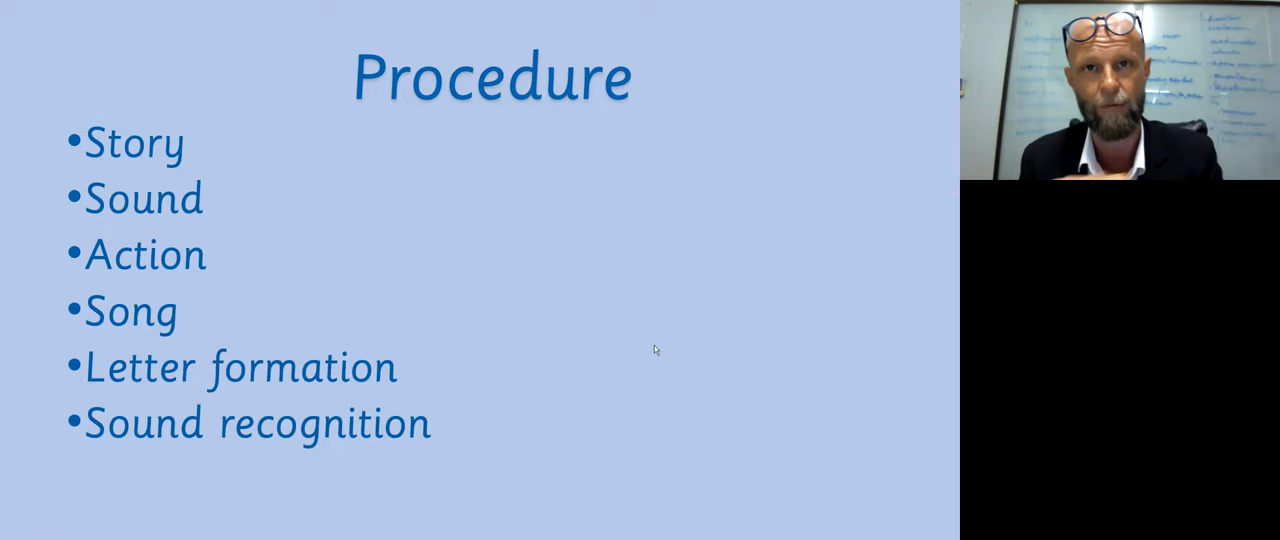 Procedure
•Story
•Sound
•Action
•Song
•Letter formation
•Sound recognition